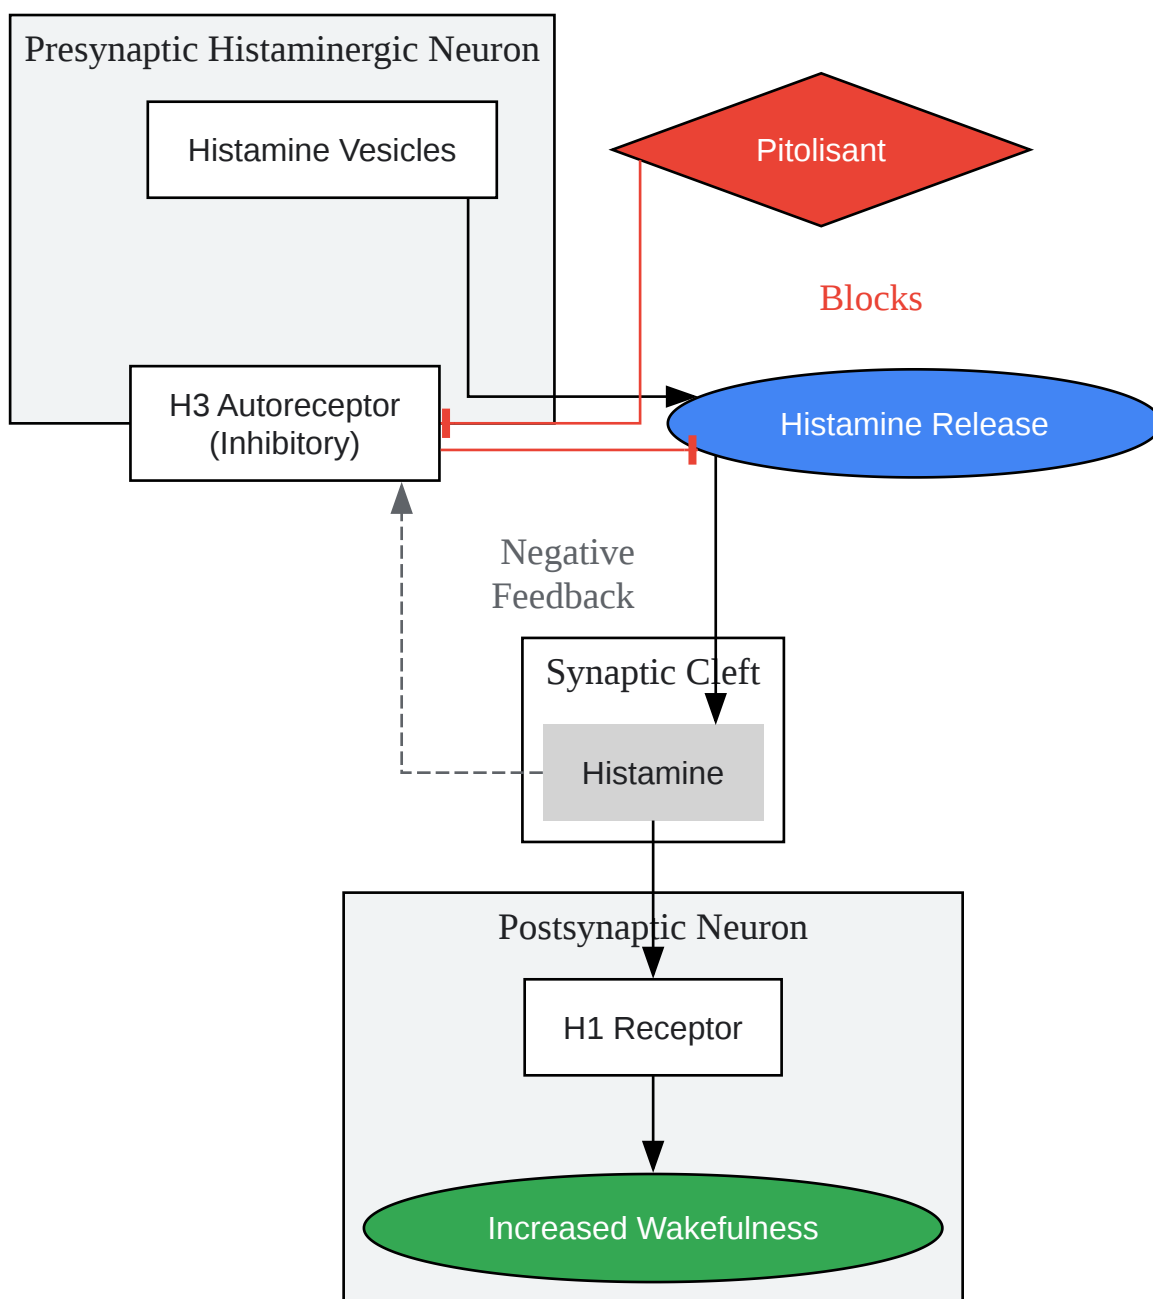 Presynaptic Histaminergic Neuron
Histamine Vesicles
Pitolisant
Blocks
H3 Autoreceptor
(Inhibitory)
Histamine Release
Negative
Feedback
Synaptic Cleft
Histamine
Postsynaptic Neuron
H1 Receptor
Increased Wakefulness